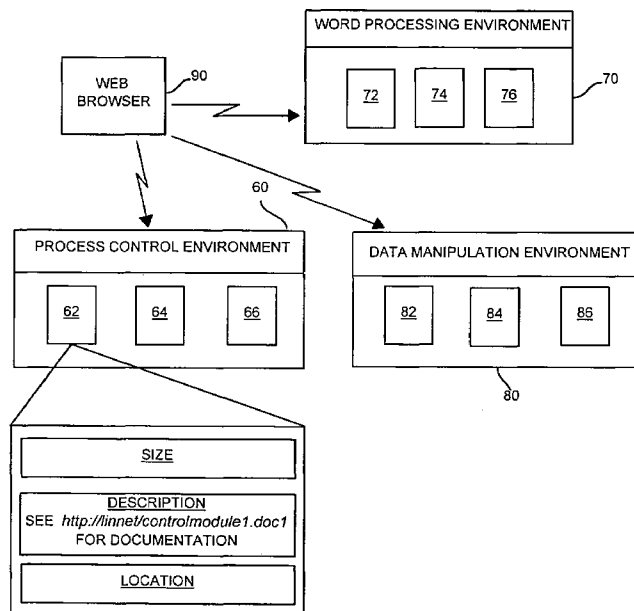 WORD PROCESSING ENVIRONMENT
WEB
BROWSER
90
72
74
76
70
60
PROCESS CONTROL ENVIRONMENT
62
64
66
DATA MANIPULATION ENVIRONMENT
82
84
86
80
SIZE
DESCRIPTION
SEE http://linnet/controlmodule1.doc1
FOR DOCUMENTATION
LOCATION